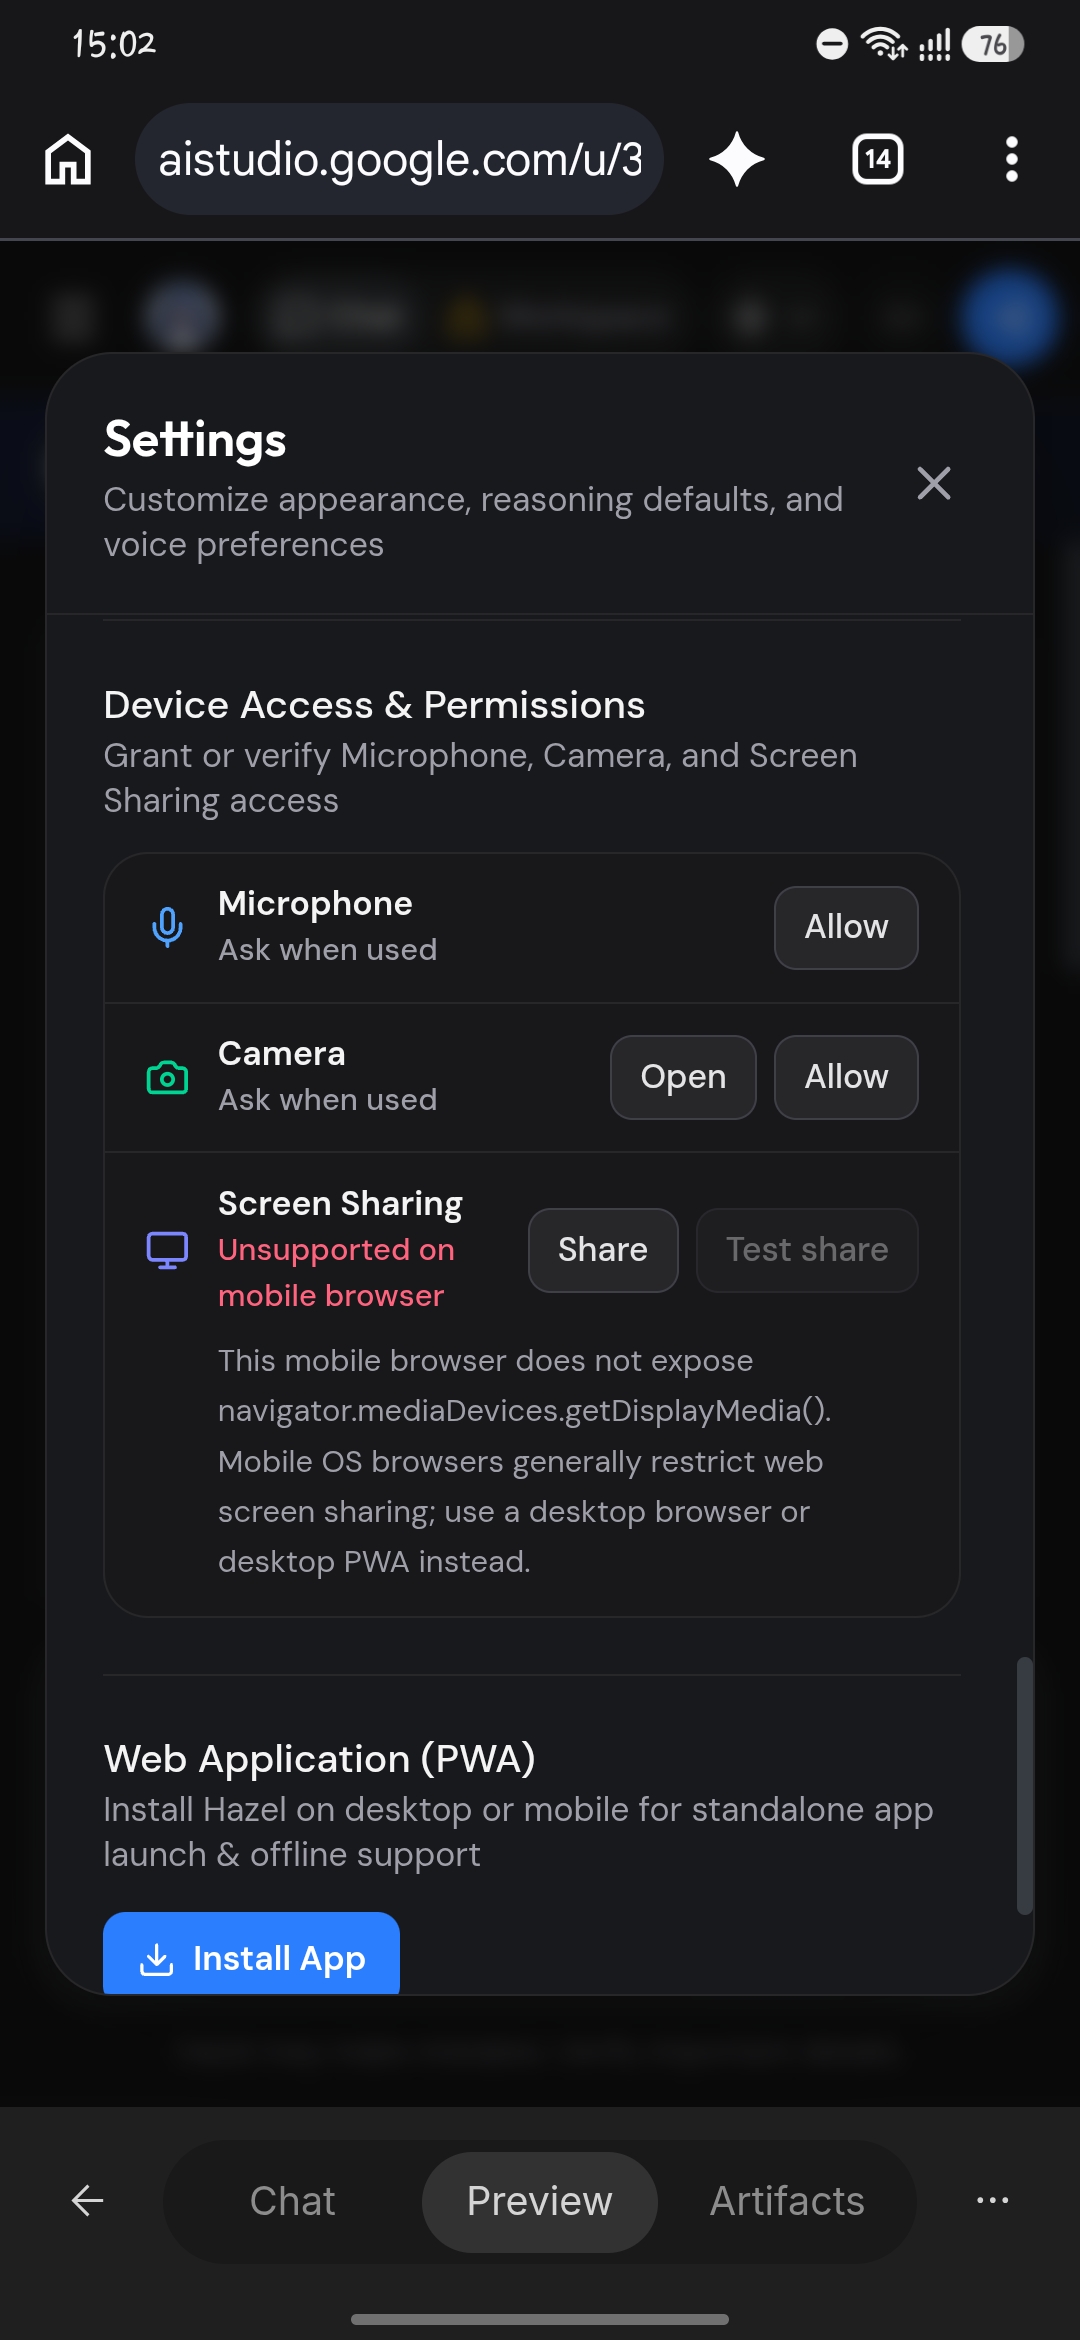 15:02
76
aistudio.google.com/u/3
14
Settings
Customize appearance, reasoning defaults, and
voice preferences
Device Access & Permissions
Grant or verify Microphone, Camera, and Screen
Sharing access
Microphone
Ask when used
Allow
Camera
Ask when used
Open
Allow
Screen Sharing
Unsupported on
mobile browser
Share
Test share
This mobile browser does not expose
navigator.mediaDevices.getDisplayMedia().
Mobile OS browsers generally restrict web
screen sharing; use a desktop browser or
desktop PWA instead.
Web Application (PWA)
Install Hazel on desktop or mobile for standalone app
launch & offline support
Install App
Chat
Preview
Artifacts